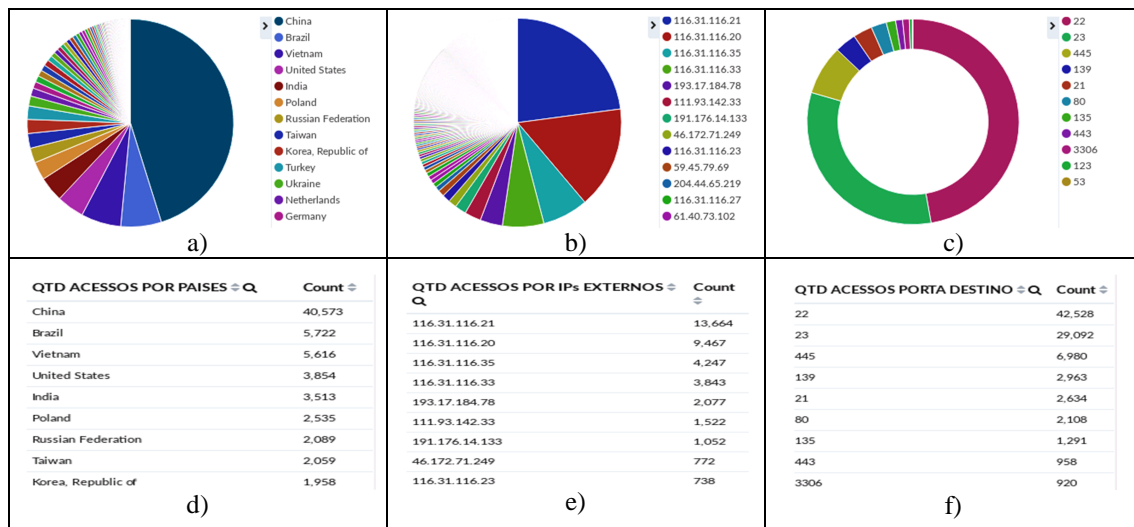 China
Brazil
Vietnam
United States
India
Poland
Russian Federation
Taiwan
Korea, Republic of
Turkey
Ukraine
Netherlands
Germany
a)
116.31.116.21
116.31.116.20
116.31.116.35
116.31.116.33
193.17.184.78
111.93.142.33
191.176.14.133
46.172.71.249
116.31.116.23
59.45.79.69
204.44.65.219
116.31.116.27
61.40.73.102
b)
22
23
445
139
21
80
135
443
3306
123
53
c)
QTD ACESSOS POR PAISES Count
China 40,573
Brazil 5,722
Vietnam 5,616
United States 3,854
India 3,513
Poland 2,535
Russian Federation 2,089
Taiwan 2,059
Korea, Republic of 1,958
d)
QTD ACESSOS POR IPs EXTERNOS Count
116.31.116.21 13,664
116.31.116.20 9,467
116.31.116.35 4,247
116.31.116.33 3,843
193.17.184.78 2,077
111.93.142.33 1,522
191.176.14.133 1,052
46.172.71.249 772
116.31.116.23 738
e)
QTD ACESSOS PORTA DESTINO Count
22 42,528
23 29,092
445 6,980
139 2,963
21 2,634
80 2,108
135 1,291
443 958
3306 920
f)